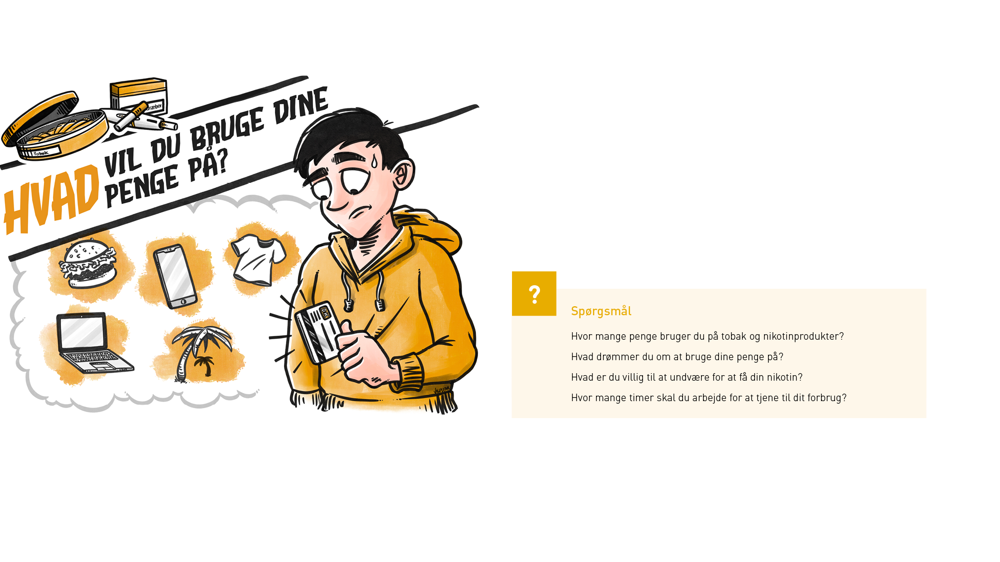 dræber
Tobak
HVAD VIL DU BRUGE DINE
PENGE PÅ?
DK
?
Spørgsmål
Hvor mange penge bruger du på tobak og nikotinprodukter?
Hvad drømmer du om at bruge dine penge på?
Hvad er du villig til at undvære for at få din nikotin?
Hvor mange timer skal du arbejde for at tjene til dit forbrug?